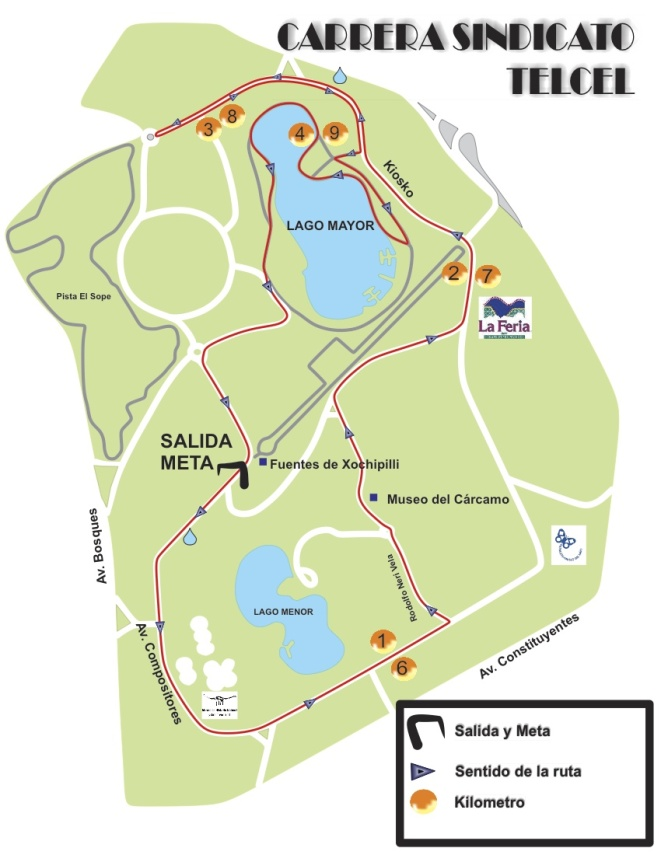 CARRERA SINDICATO
TELCEL
3
8
4
9
Kiosko
LAGO MAYOR
2
7
Pista El Sope
La Feria
SALIDA
META
Fuentes de Xochipilli
Museo del Cárcamo
Av. Bosques
Rodolfo Neri Vela
LAGO MENOR
Av. Compositores
1
6
Av. Constituyentes
Salida y Meta
Sentido de la ruta
Kilometro